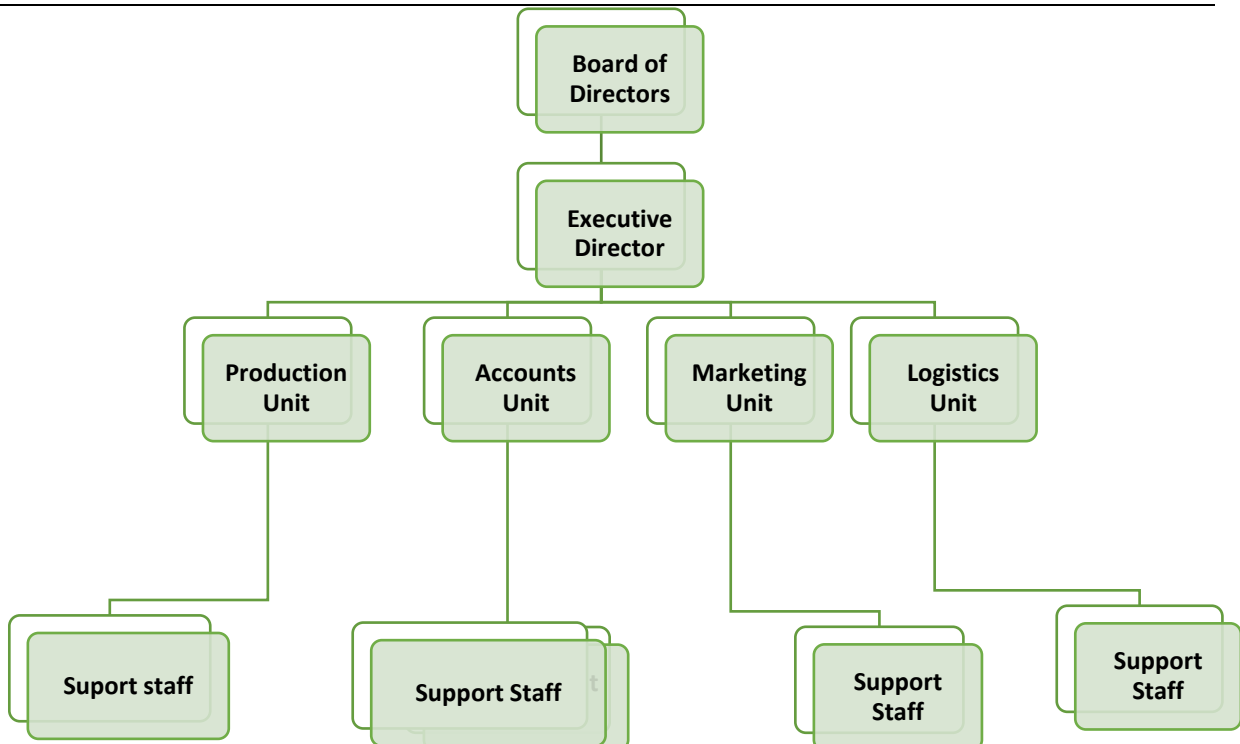 Board of
Directors
Executive
Director
Production
Unit
Accounts
Unit
Marketing
Unit
Logistics
Unit
Suport staff
Support Staff
Support
Staff
Support
Staff